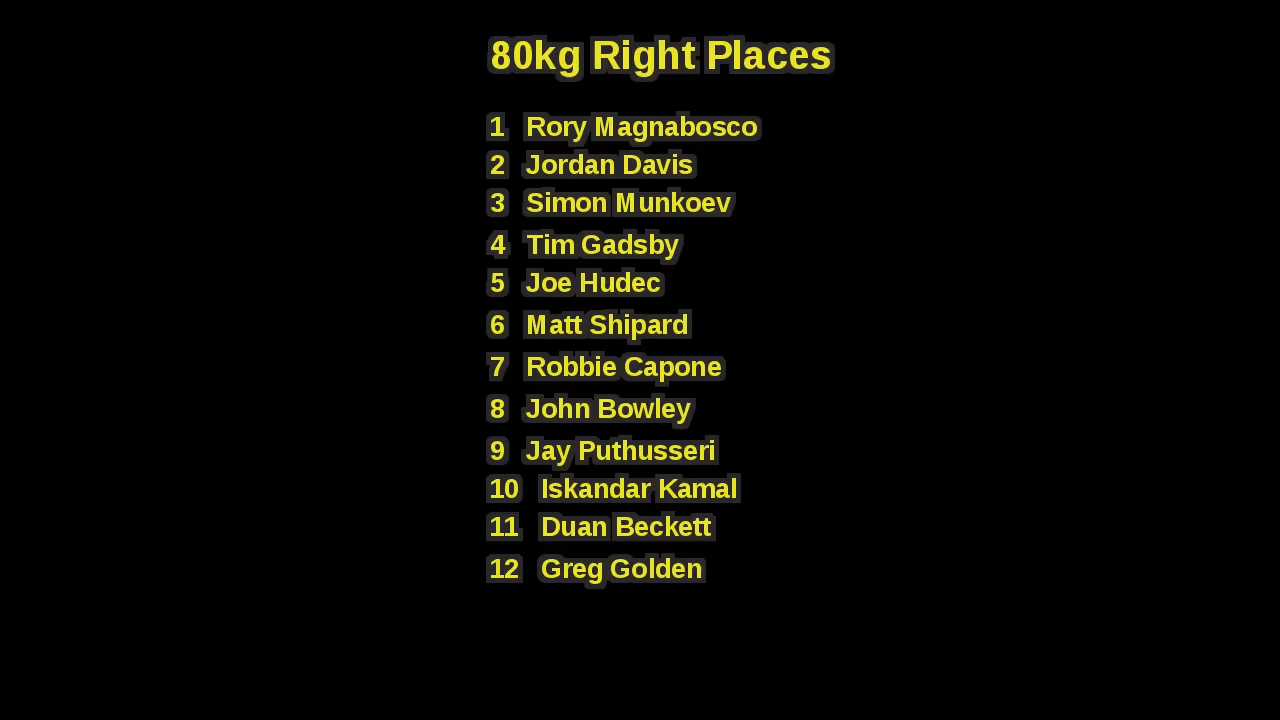 80kg Right Places
1 Rory Magnabosco
2 Jordan Davis
3 Simon Munkoev
4 Tim Gadsby
5 Joe Hudec
6 Matt Shipard
7 Robbie Capone
8 John Bowley
9 Jay Puthusseri
10 Iskandar Kamal
11 Duan Beckett
12 Greg Golden